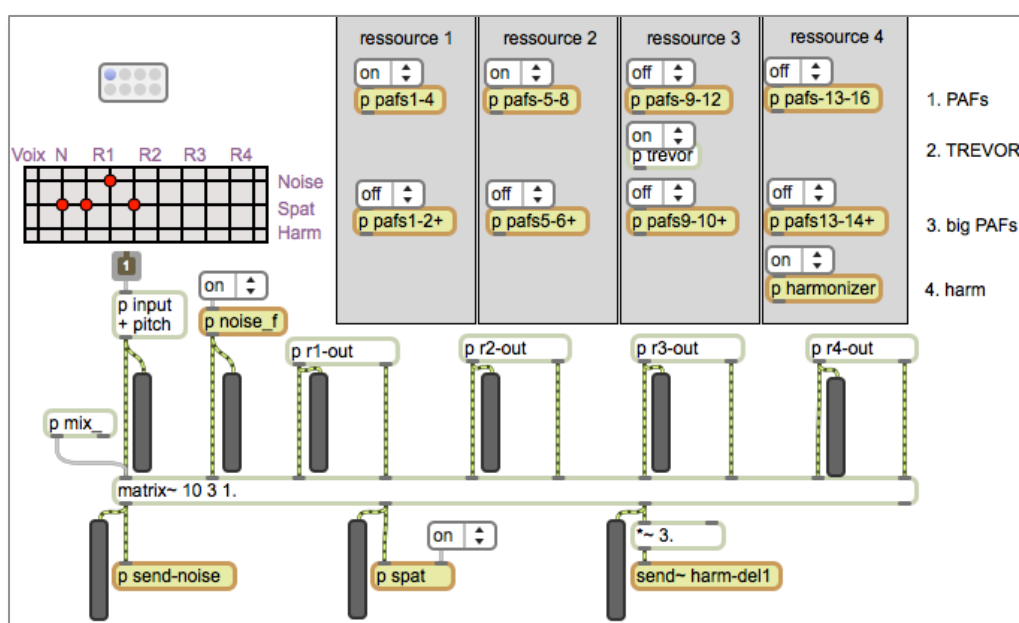 ressource 1 ressource 2 ressource 3 ressource 4
on on off off
p pafs1-4 p pafs-5-8 p pafs-9-12 p pafs-13-16 1. PAFs
on
p trevor 2. TREVOR
Voix N R1 R2 R3 R4
Noise
Spat
Harm
off off off off
p pafs1-2+ p pafs5-6+ p pafs9-10+ p pafs13-14+ 3. big PAFs
on
p harmonizer 4. harm
1
on
p input
+ pitch
p noise_f
p r1-out p r2-out p r3-out p r4-out
p mix_
matrix~ 10 3 1.
on
*~ 3.
p send-noise p spat send~ harm-del1